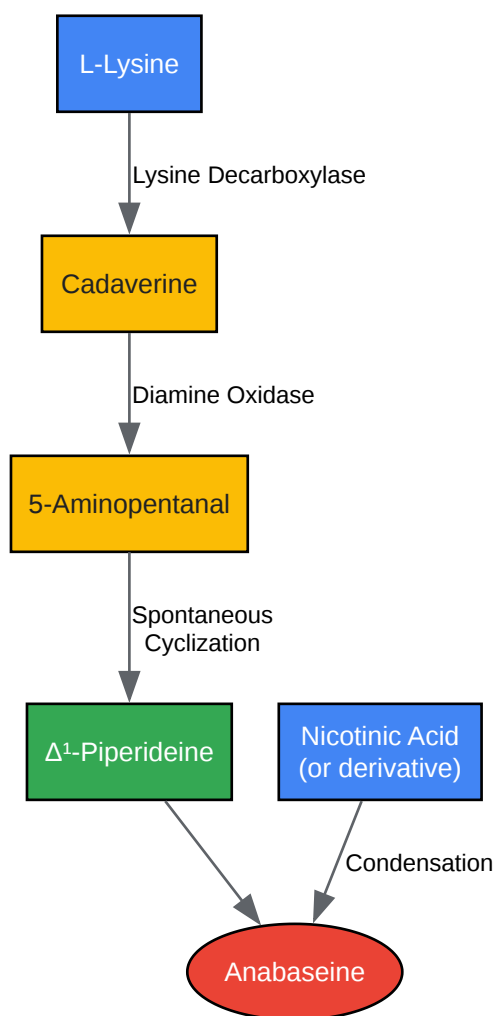 L-Lysine
Lysine Decarboxylase
Cadaverine
Diamine Oxidase
5-Aminopentanal
Spontaneous
Cyclization
Δ¹-Piperideine
Nicotinic Acid
(or derivative)
Condensation
Anabaseine